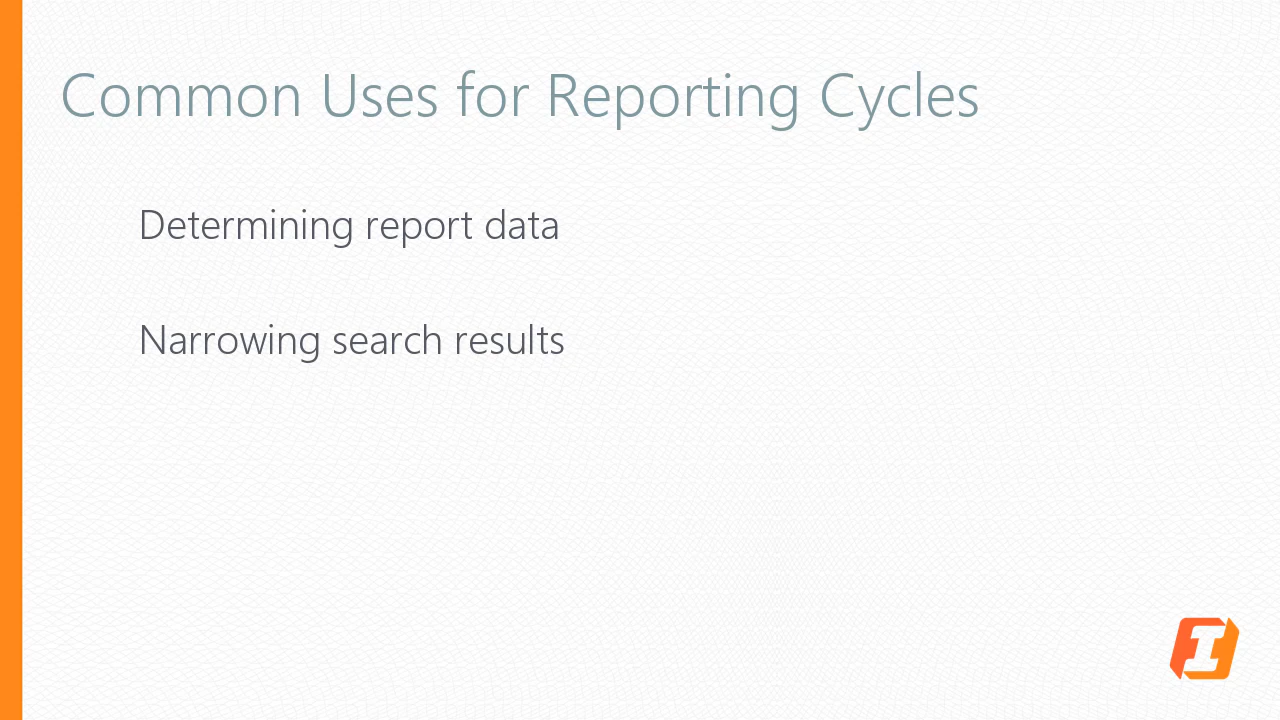 Common Uses for Reporting Cycles
Determining report data
Narrowing search results